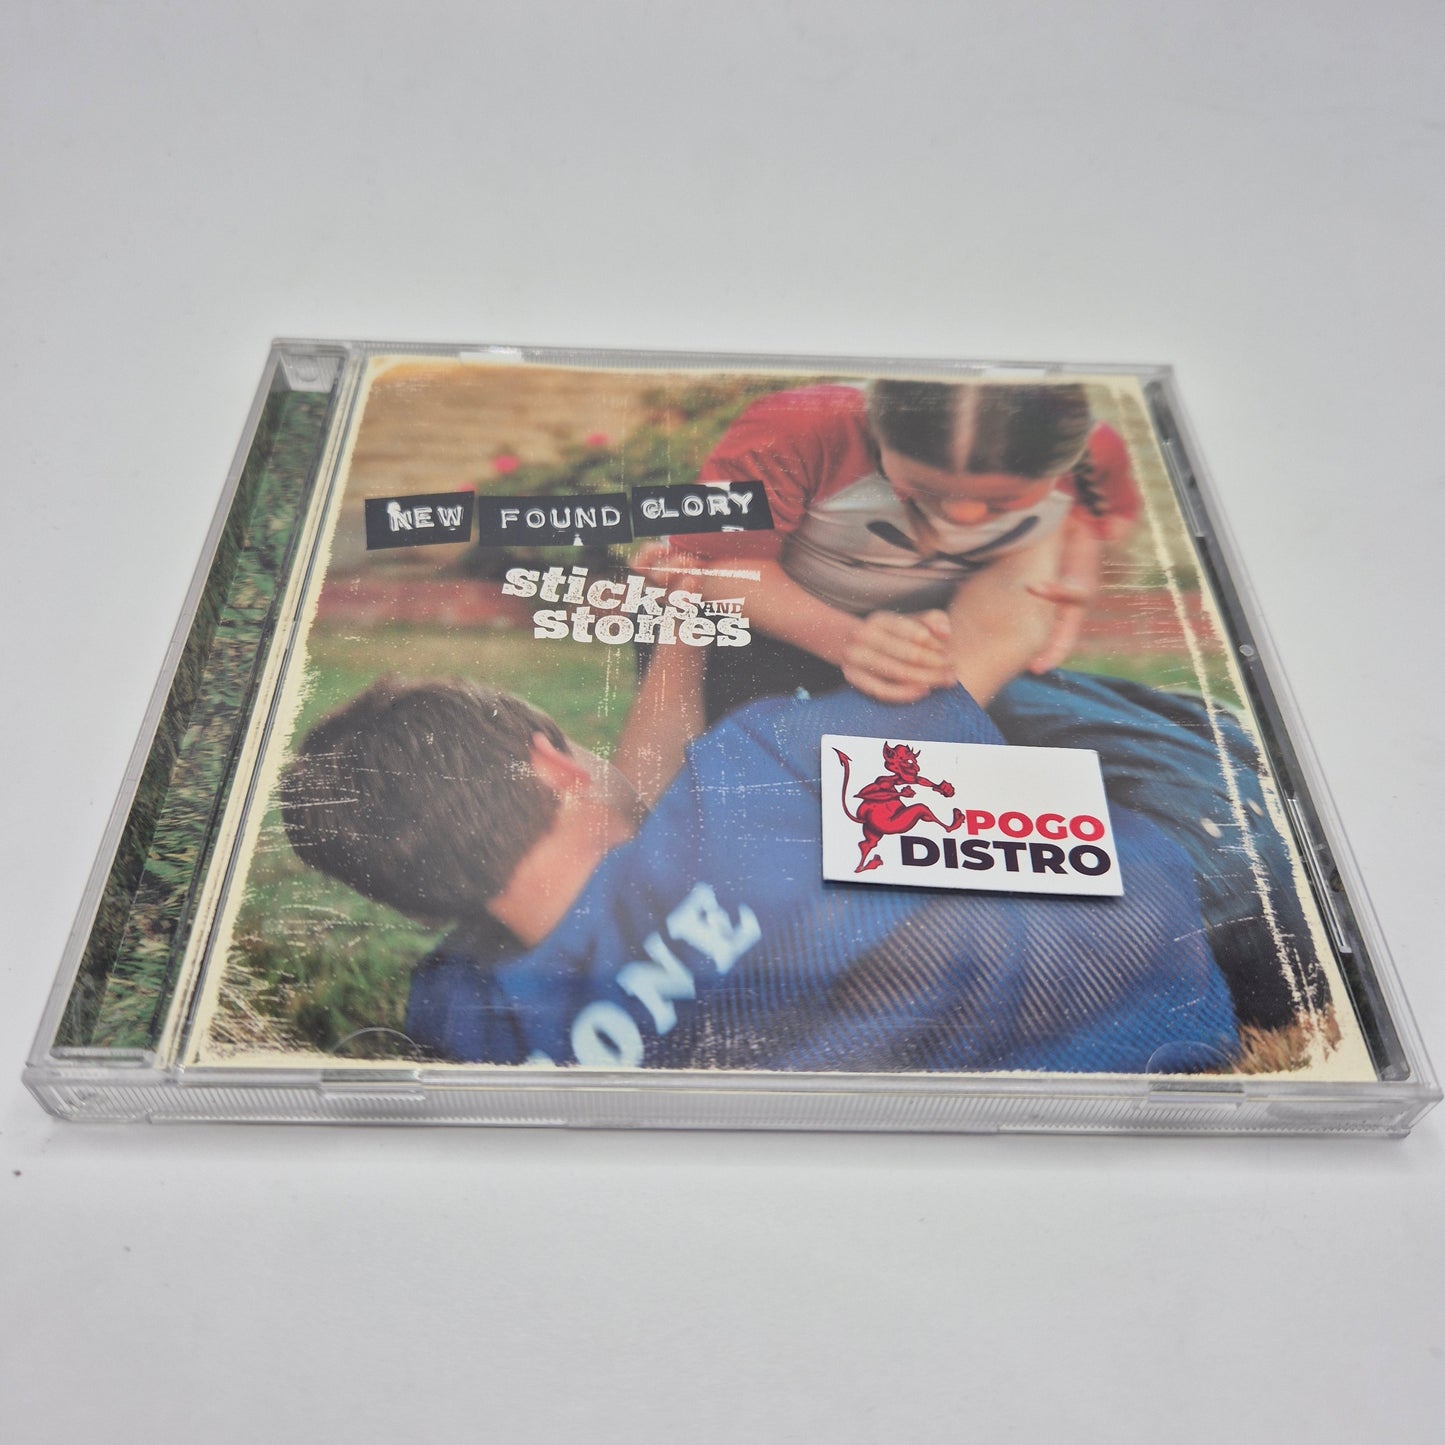 NEW FOUND GLORY
sticks AND
stones
POGO
DISTRO
ONE